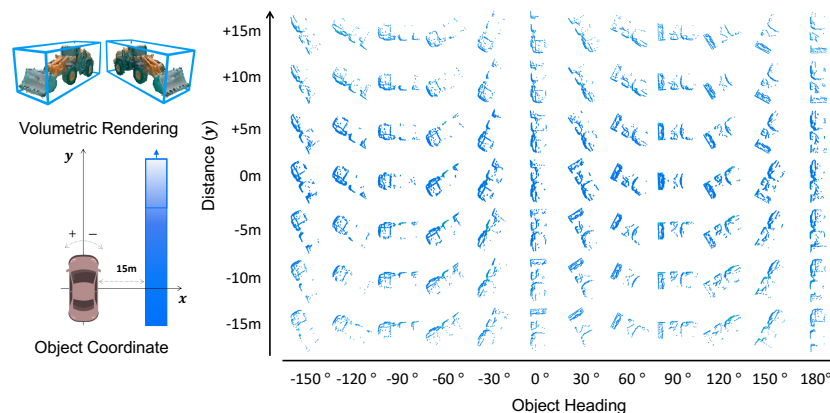 Volumetric Rendering
y
+ −
15m
x
Object Coordinate
Distance (y)
+15m
+10m
+5m
0m
-5m
-10m
-15m
-150 ° -120 ° -90 ° -60 ° -30 ° 0 ° 30 ° 60 ° 90 ° 120 ° 150 ° 180°
Object Heading